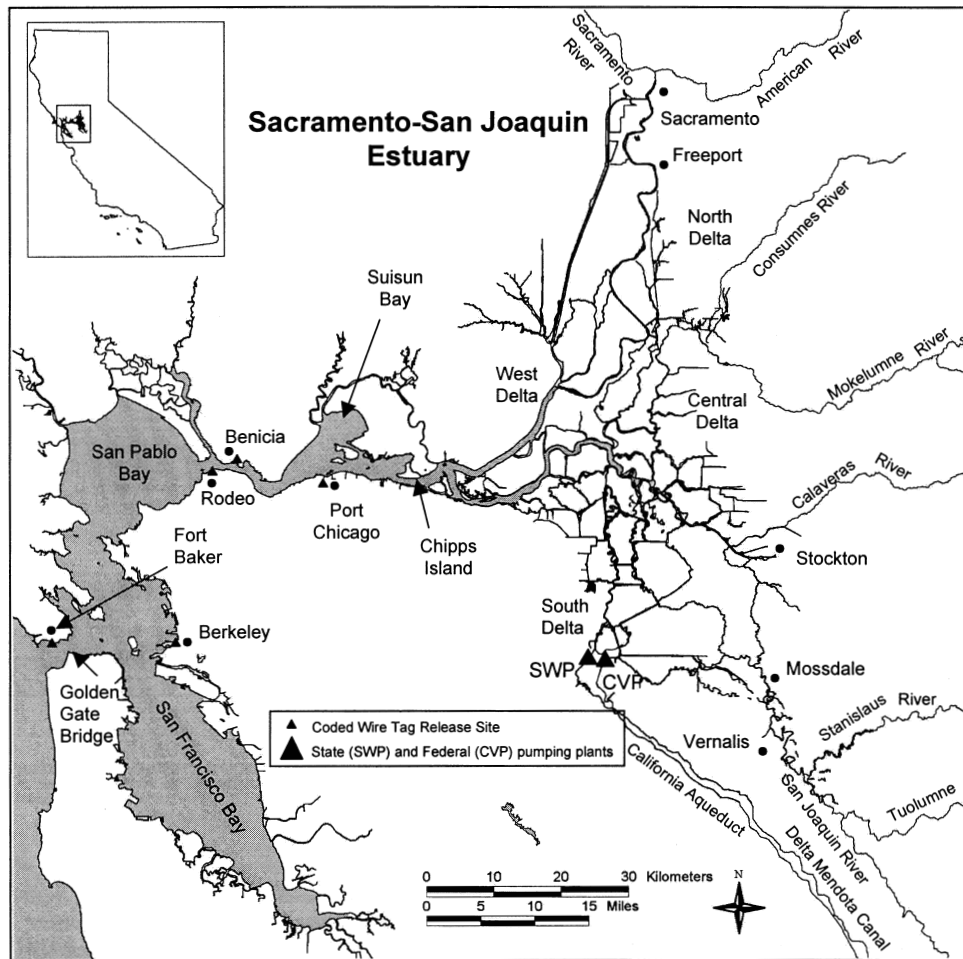 Sacramento
River
American River
Sacramento-San Joaquin
Estuary
Sacramento
Freeport
North
Delta
Consumnes River
Suisun
Bay
West
Delta
Mokelumne River
Central
Delta
Benicia
San Pablo
Bay
Rodeo
Port
Chicago
Chipps
Island
Calaveras River
Stockton
Fort
Baker
Berkeley
South
Delta
SWP
CVP
Mossdale
Golden
Gate
Bridge
San Francisco Bay
Coded Wire Tag Release Site
State (SWP) and Federal (CVP) pumping plants
Vernalis
Stanislaus River
Tuolumne
California Aqueduct
San Joaquin River
Delta Mendota Canal
0 10 20 30 Kilometers
0 5 10 15 Miles
N